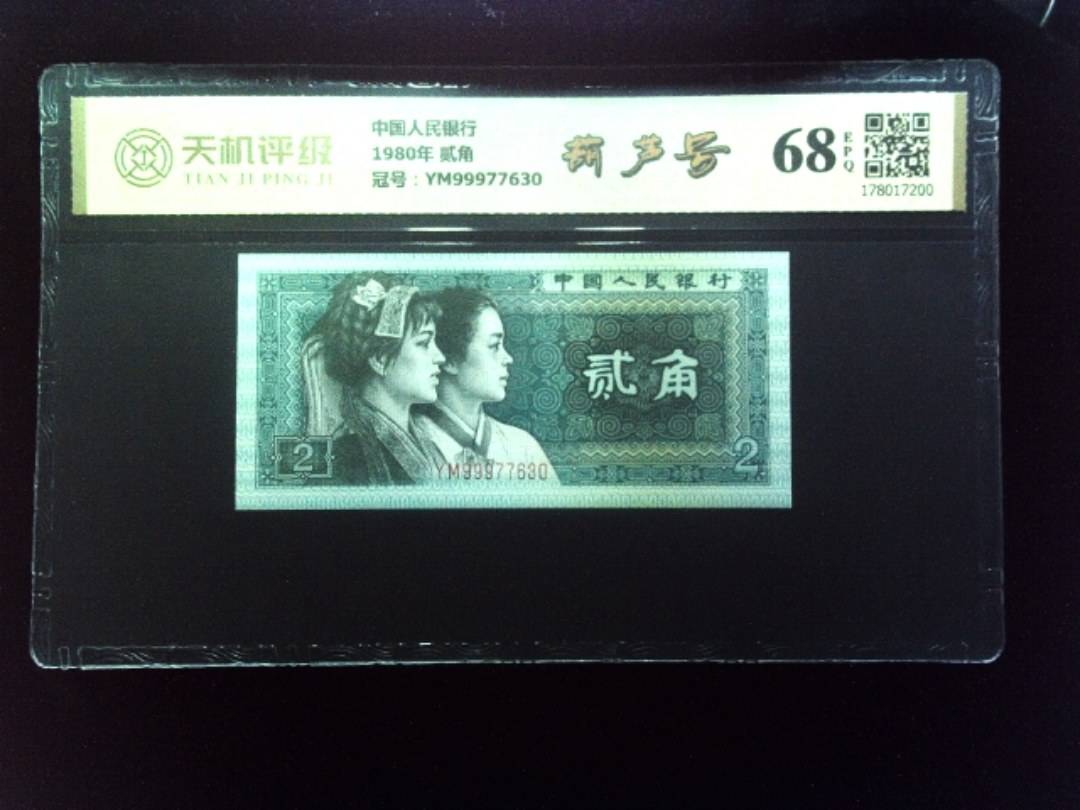 天机评级
TIAN JI PING JI
中国人民银行
1980年 贰角
冠号：YM99977630
葫芦号
68
EPQ
178017200
中国人民银行
贰角
2
2
YM99977630